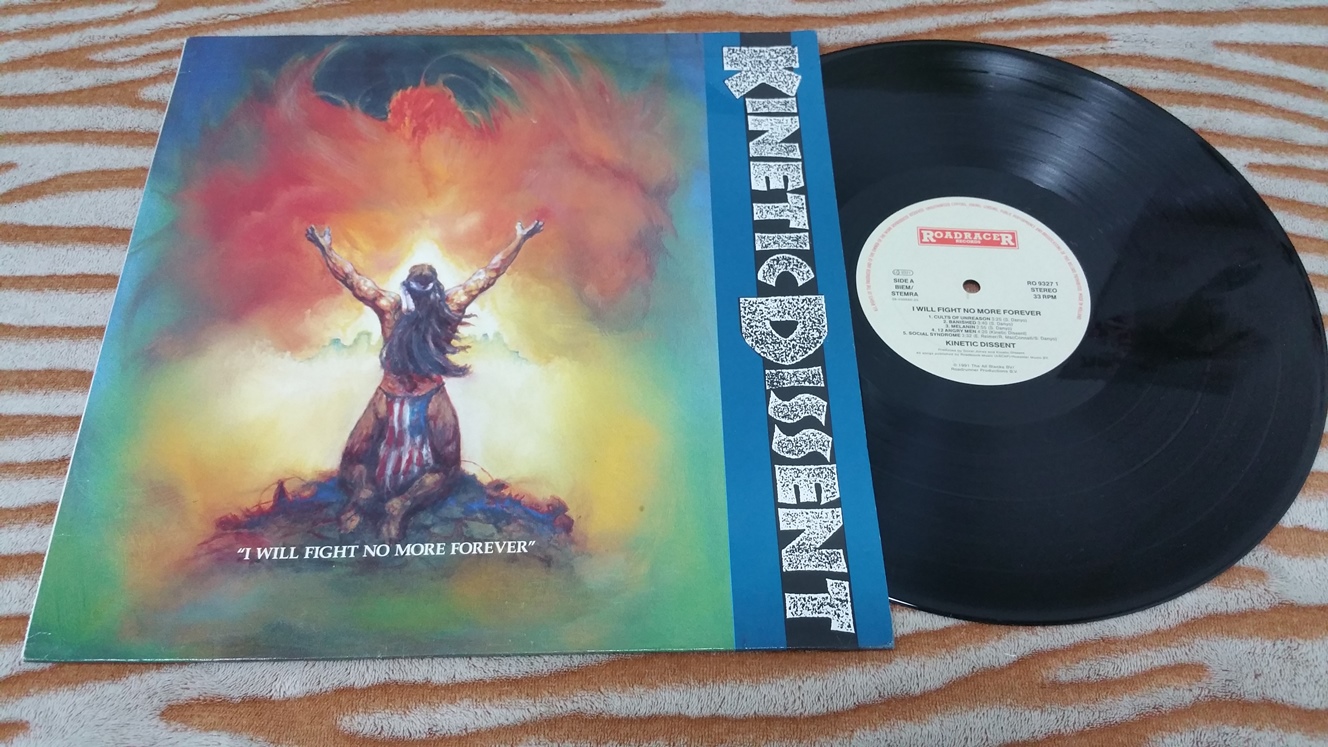 "I WILL FIGHT NO MORE FOREVER"
KINETIC DISSENT
ROADRACER
RECORDS
SIDE A
BIEM/
STEMRA
RO 9327 1
STEREO
33 RPM
I WILL FIGHT NO MORE FOREVER
1. CULTS OF UNREASON
2. BANISHED
3. MELANIN
4. 12 ANGRY MEN
5. SOCIAL SYNDROME
KINETIC DISSENT